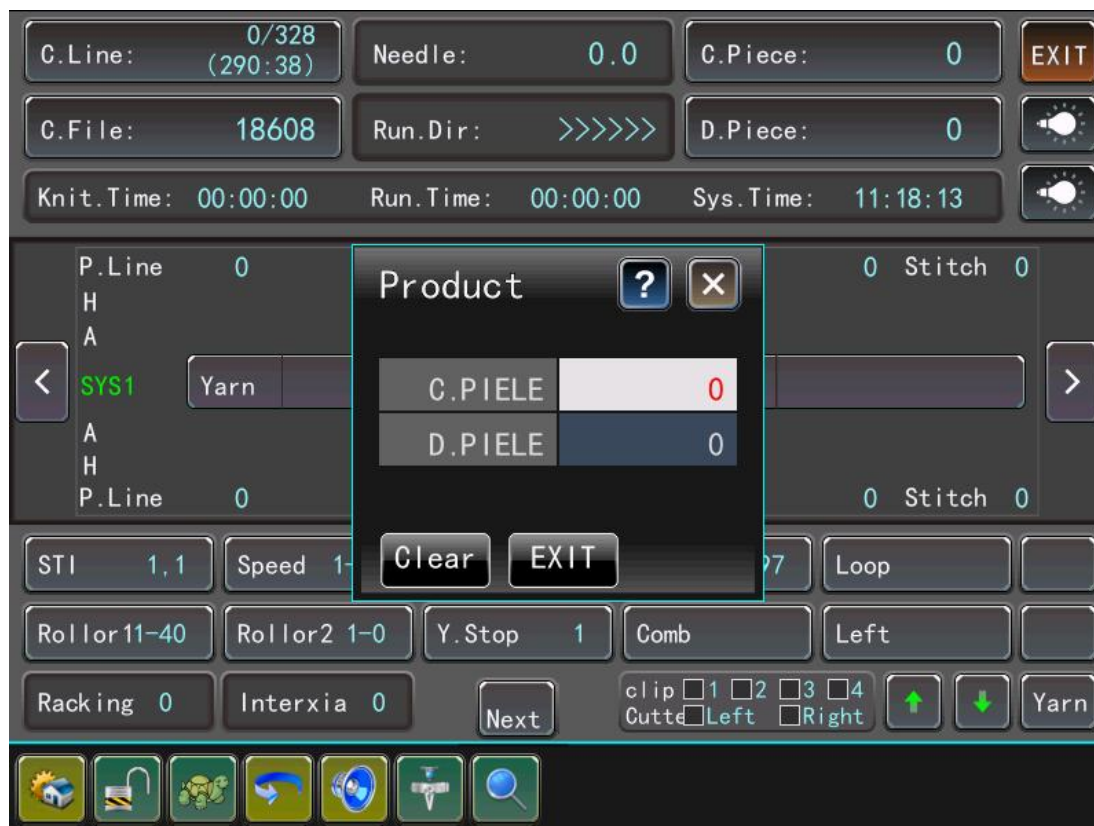 C.Line: 0/328 (290:38) Needle: 0.0 C.Piece: 0 EXIT
C.File: 18608 Run.Dir: >>>>>> D.Piece: 0
Knit.Time: 00:00:00 Run.Time: 00:00:00 Sys.Time: 11:18:13
P.Line 0 0 Stitch 0
H
A
SYS1 Yarn
A
H
P.Line 0 0 Stitch 0
Product ? ×
C.PIELE 0
D.PIELE 0
Clear EXIT
STI 1,1 Speed 1- 97 Loop
Rollor11-40 Rollor2 1-0 Y.Stop 1 Comb Left
Racking 0 Interxia 0 Next clip 1 2 3 4 Yarn
Cutte Left Right